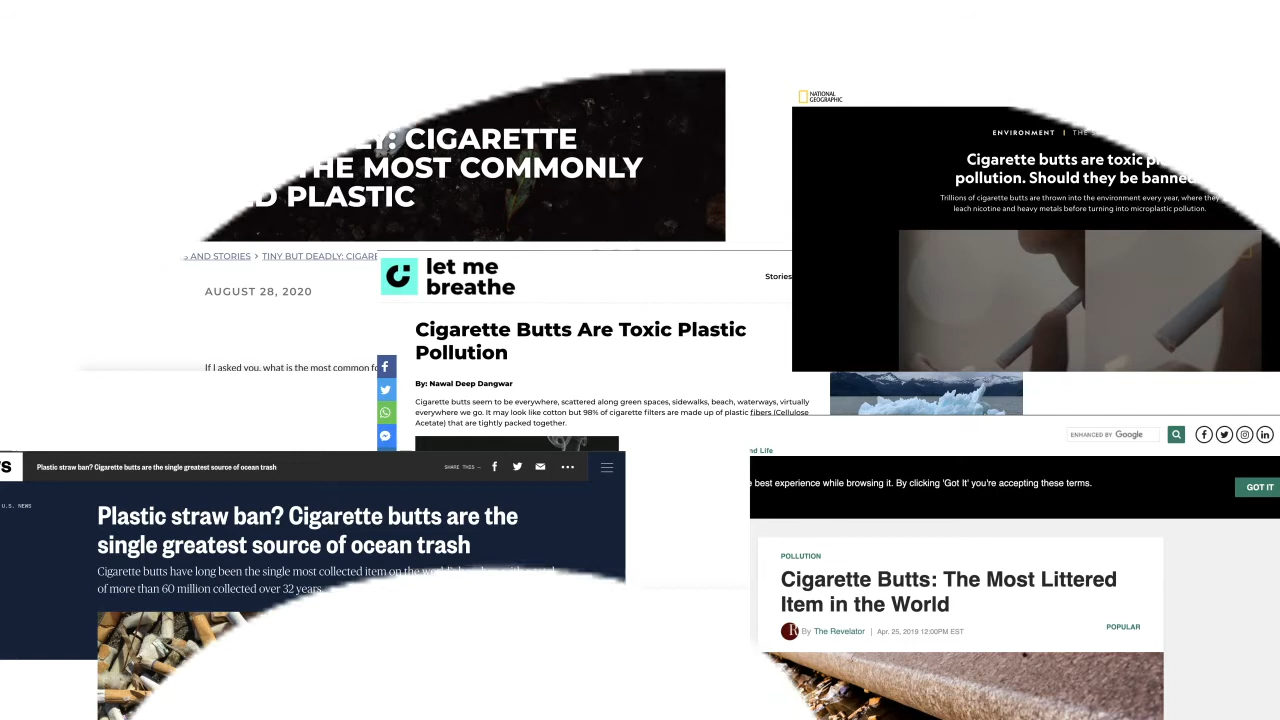 CIGARETTE
THE MOST COMMONLY
PLASTIC
AND STORIES › TINY BUT DEADLY: CIGARE
AUGUST 28, 2020
If I asked you, what is the most common
let me
breathe
Stories
Cigarette Butts Are Toxic Plastic
Pollution
By: Nawal Deep Dangwar
Cigarette butts seem to be everywhere, scattered along green spaces, sidewalks, beach, waterways, virtually
everywhere we go. It may look like cotton but 98% of cigarette filters are made up of plastic fibers (Cellulose
Acetate) that are tightly packed together.
NATIONAL
GEOGRAPHIC
ENVIRONMENT | THE
Cigarette butts are toxic
pollution. Should they be banned
Trillions of cigarette butts are thrown into the environment every year, where they
leach nicotine and heavy metals before turning into microplastic pollution.
Plastic straw ban? Cigarette butts are the single greatest source of ocean trash
SHARE THIS —
U.S. NEWS
Plastic straw ban? Cigarette butts are the
single greatest source of ocean trash
Cigarette butts have long been the single most collected item on the
of more than 60 million collected over 32 years.
ENHANCED BY Google
nd Life
best experience while browsing it. By clicking 'Got It' you're accepting these terms.
GOT IT
POLLUTION
Cigarette Butts: The Most Littered
Item in the World
By The Revelator | Apr. 25, 2019 12:00PM EST
POPULAR